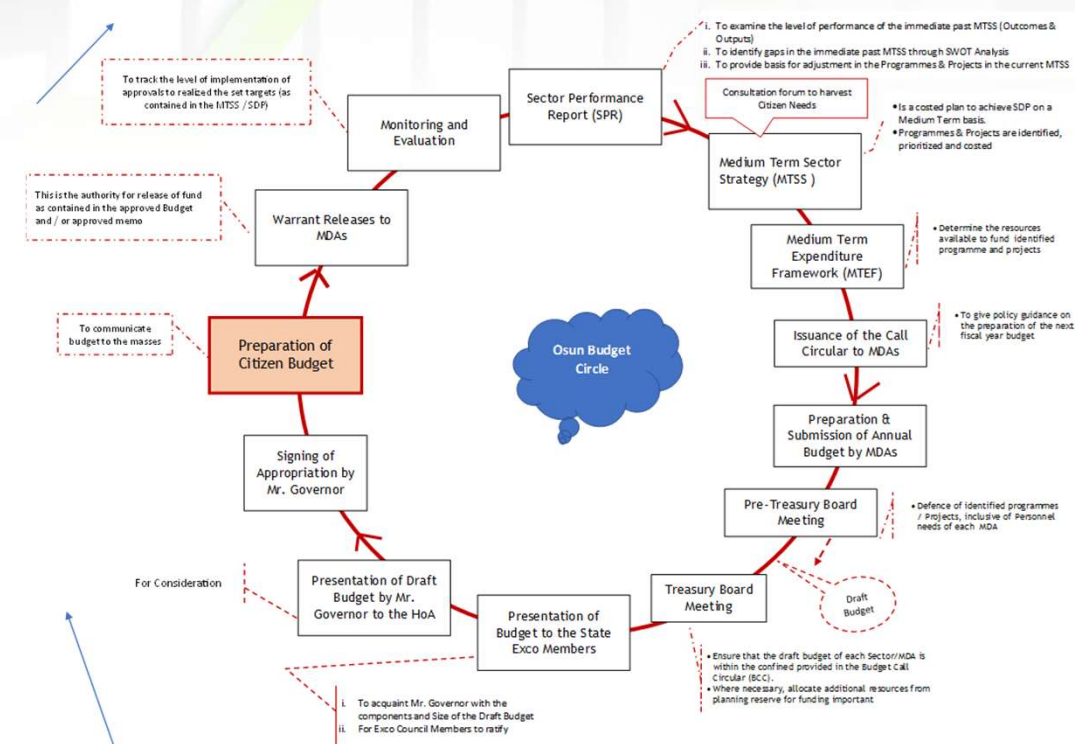 i. To examine the level of performance of the immediate past MTSS (Outcomes &
Outputs)
ii. To identify gaps in the immediate past MTSS through SWOT Analysis
iii. To provide basis for adjustment in the Programmes & Projects in the current MTSS
Sector Performance
Report (SPR)
Consultation forum to harvest
Citizen Needs
• Is a costed plan to achieve SDP on a
Medium Term basis.
• Programmes & Projects are identified,
prioritized and costed
Medium Term Sector
Strategy (MTSS )
Medium Term
Expenditure
Framework (MTEF)
• Determine the resources
available to fund identified
programme and projects
Issuance of the Call
Circular to MDAs
• To give policy guidance on
the preparation of the next
fiscal year budget
Preparation &
Submission of Annual
Budget by MDAs
Pre-Treasury Board
Meeting
• Defence of identified programmes
/ Projects, inclusive of Personnel
needs of each MDA
Draft
Budget
Treasury Board
Meeting
• Ensure that the draft budget of each Sector/MDA is
within the confined provided in the Budget Call
Circular (BCC).
• Where necessary, allocate additional resources from
planning reserve for funding important
Presentation of
Budget to the State
Exco Members
i. To acquaint Mr. Governor with the
components and Size of the Draft Budget
ii. For Exco Council Members to ratify
Presentation of Draft
Budget by Mr.
Governor to the HoA
For Consideration
Signing of
Appropriation by
Mr. Governor
Preparation of
Citizen Budget
To communicate
budget to the masses
Warrant Releases to
MDAs
This is the authority for release of fund
as contained in the approved Budget
and / or approved memo
Monitoring and
Evaluation
To track the level of implementation of
approvals to realized the set targets (as
contained in the MTSS / SDP)
Osun Budget
Circle